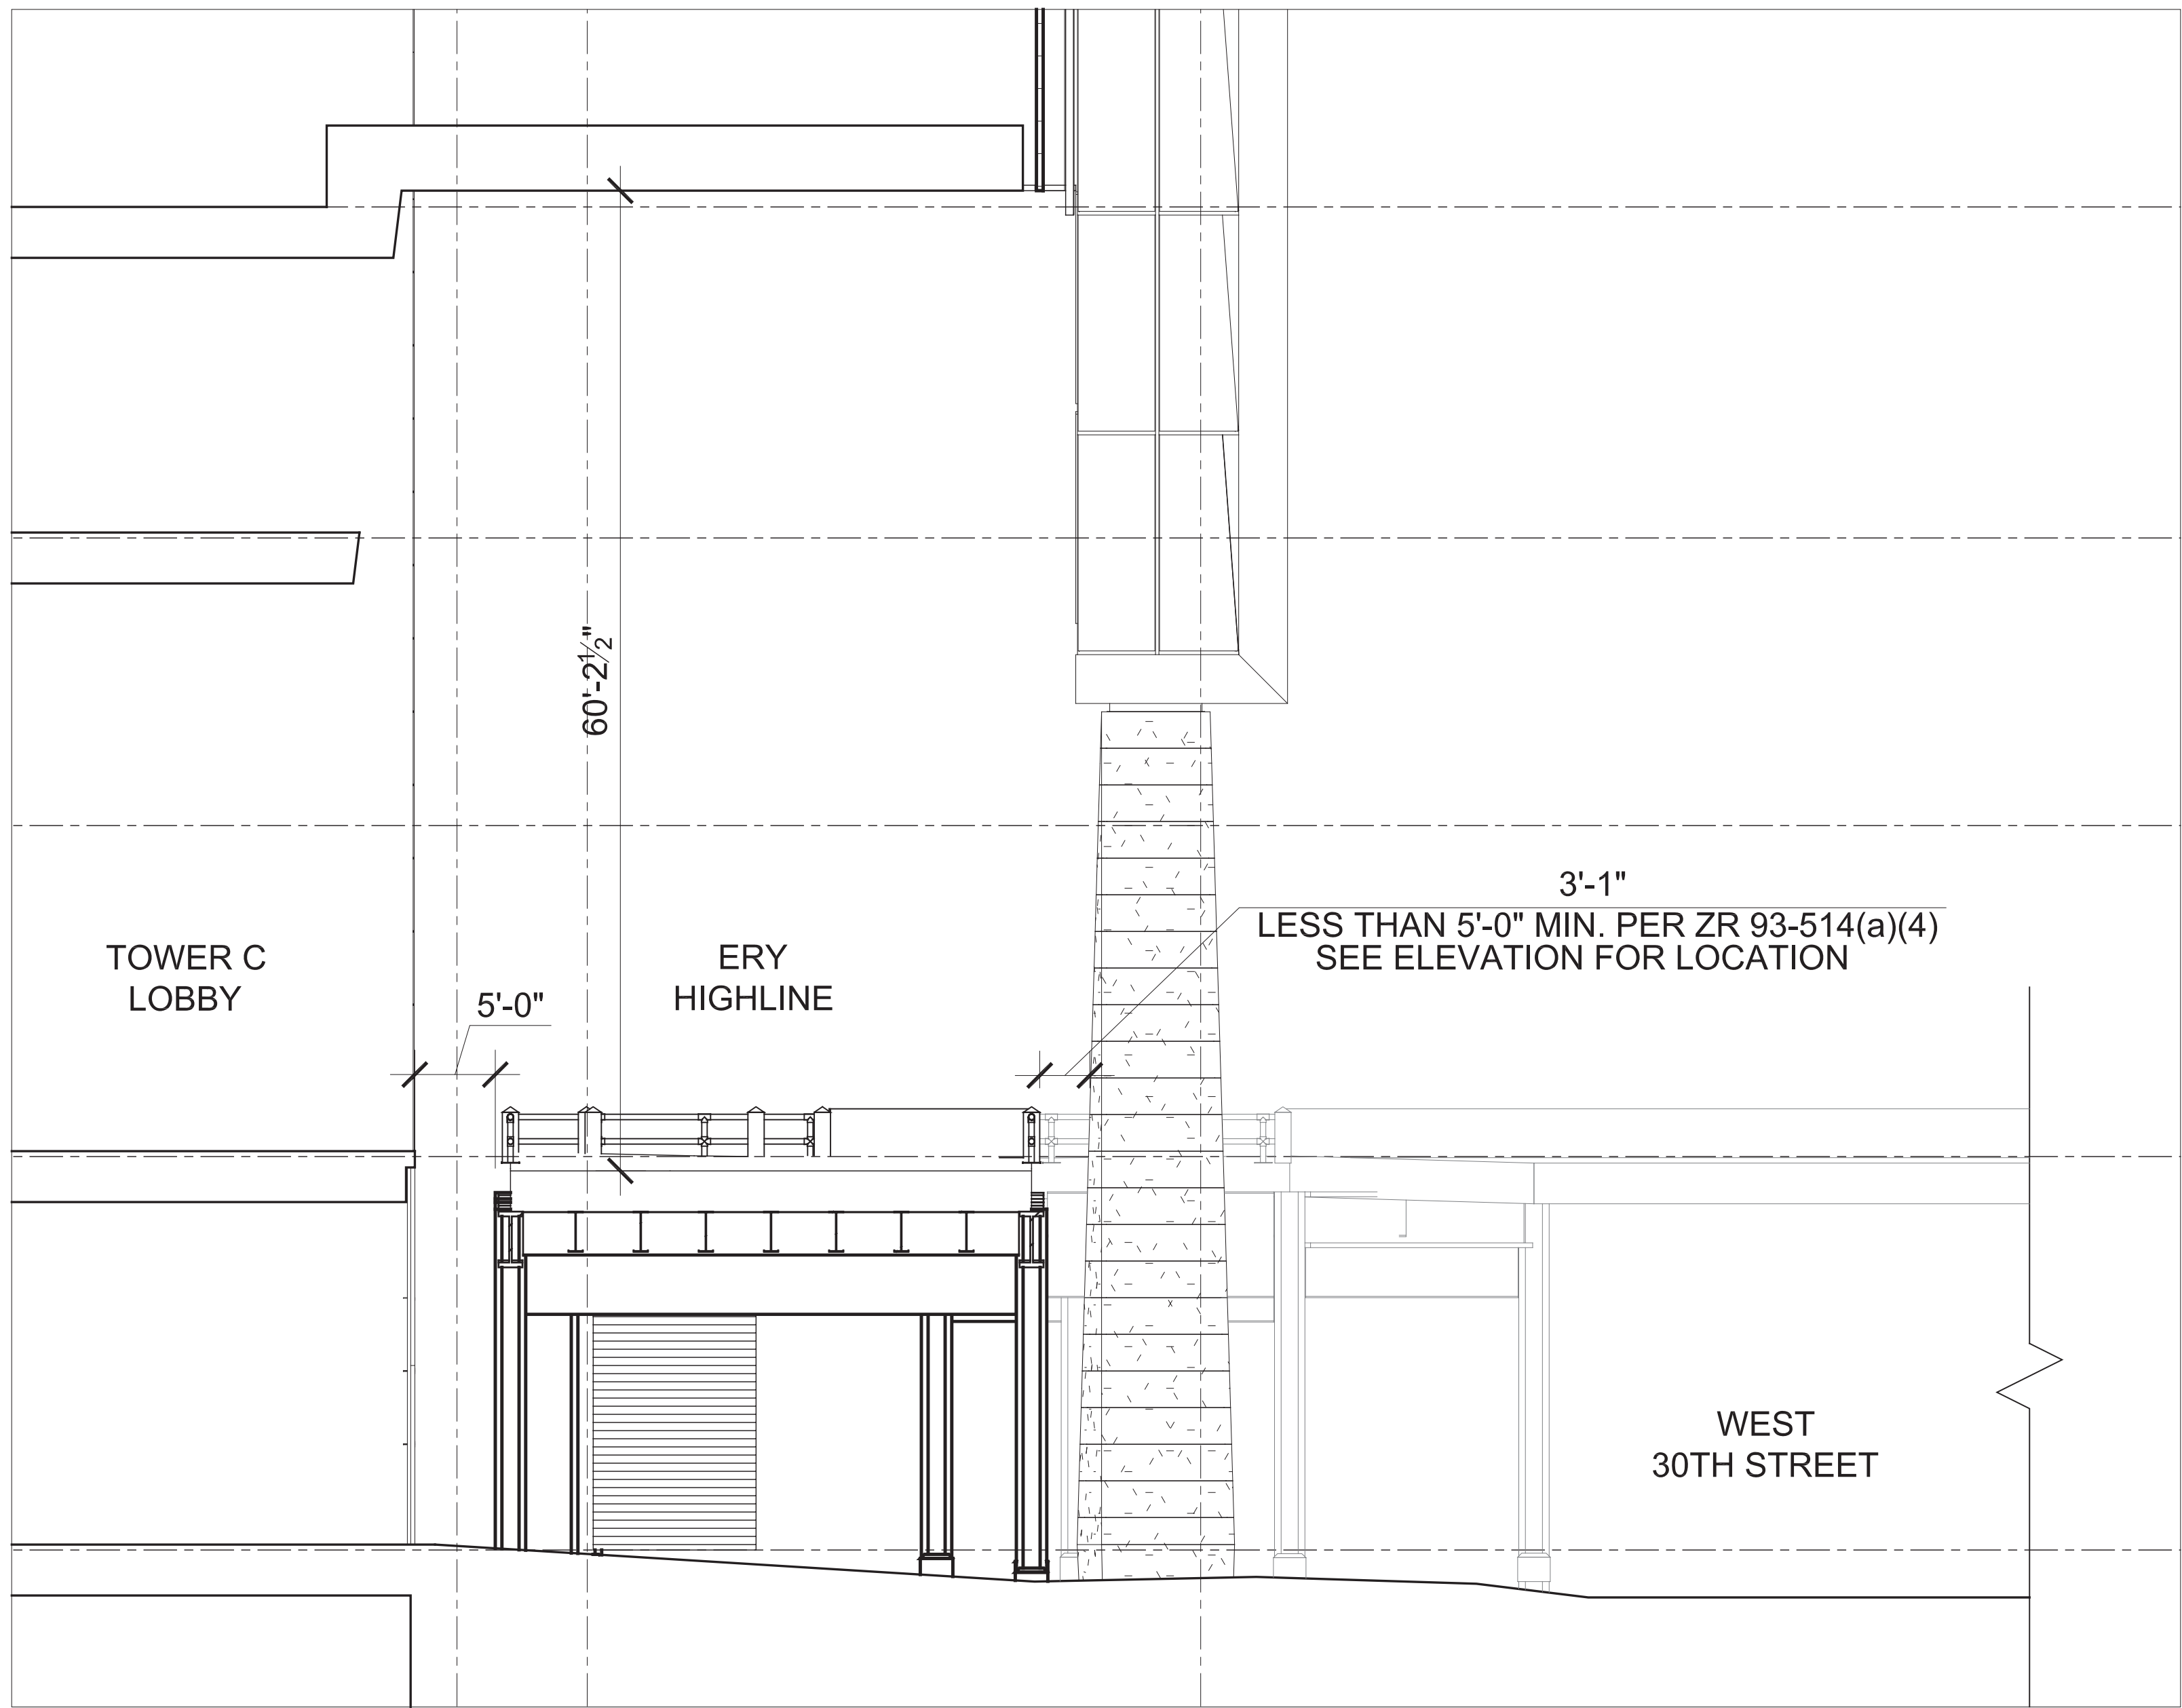 60'-2½"
3'-1"
LESS THAN 5'-0" MIN. PER ZR 93-514(a)(4)
SEE ELEVATION FOR LOCATION
TOWER C
LOBBY
ERY
HIGHLINE
5'-0"
WEST
30TH STREET